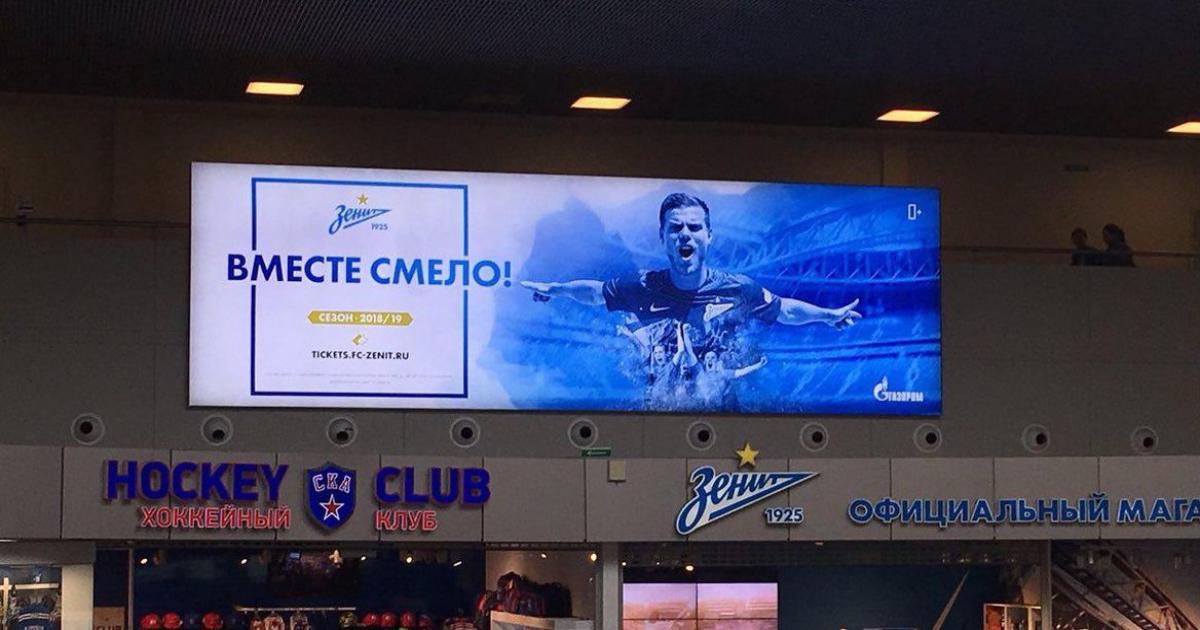 Зенит
1925
ВМЕСТЕ СМЕЛО!
СЕЗОН · 2018/19
TICKETS.FC-ZENIT.RU
0+
ГАЗПРОМ
HOCKEY СКА CLUB
ХОККЕЙНЫЙ КЛУБ
Зенит
1925
ОФИЦИАЛЬНЫЙ МАГА
CLUB